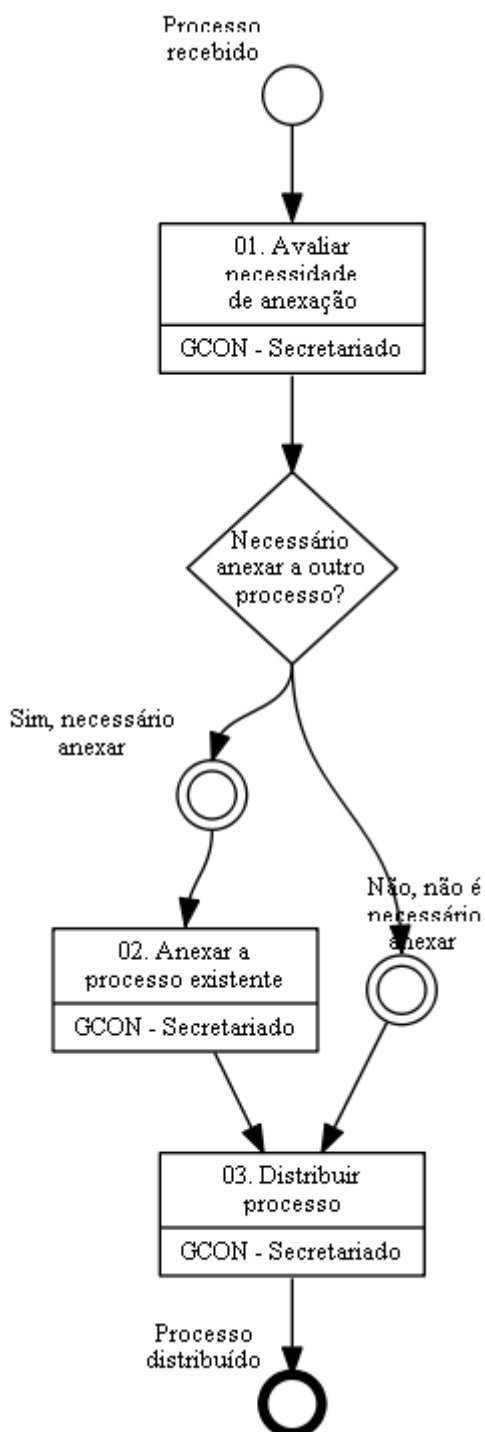 Processo
recebido
01. Avaliar
necessidade
de anexação
GCON - Secretariado
Necessário
anexar a outro
processo?
Sim, necessário
anexar
Não, não é
necessário
anexar
02. Anexar a
processo existente
GCON - Secretariado
03. Distribuir
processo
GCON - Secretariado
Processo
distribuído